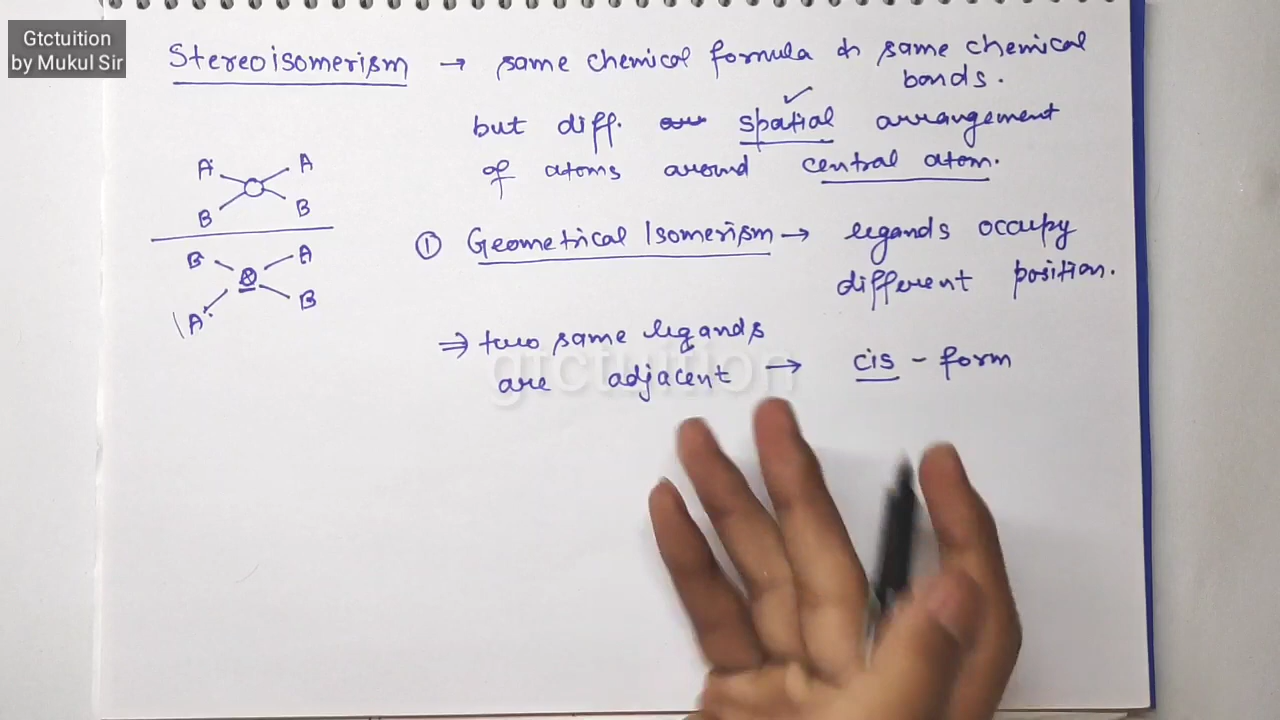 Gtctuition
by Mukul Sir
Stereoisomerism → same chemical formula & same chemical
bonds.
but diff. spatial arrangement
of atoms around central atom.
A A
B B
B A
A B
① Geometrical Isomerism → ligands occupy
different position.
⇒ two same ligands
are adjacent → cis - form
gtctuition